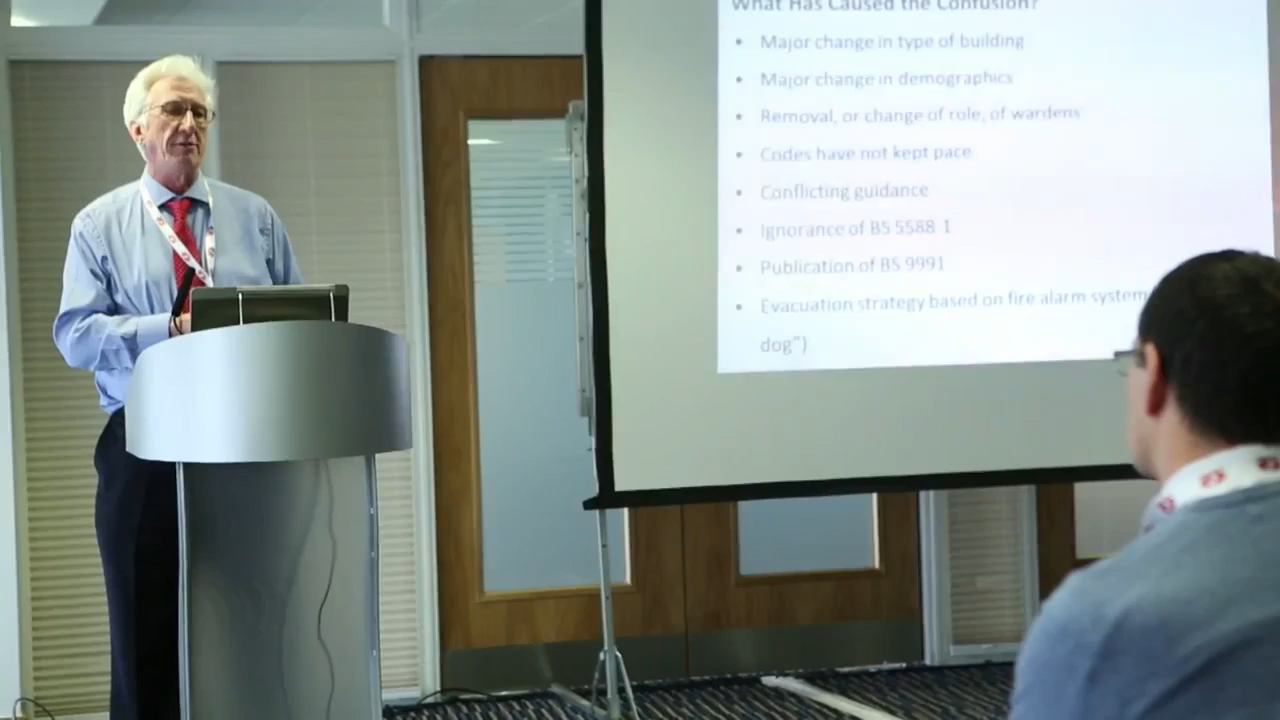 What Has Caused the Confusion?
• Major change in type of building
• Major change in demographics
• Removal, or change of role, of wardens
• Codes have not kept pace
• Conflicting guidance
• Ignorance of BS 5588-1
• Publication of BS 9991
• Evacuation strategy based on fire alarm system
dog”)